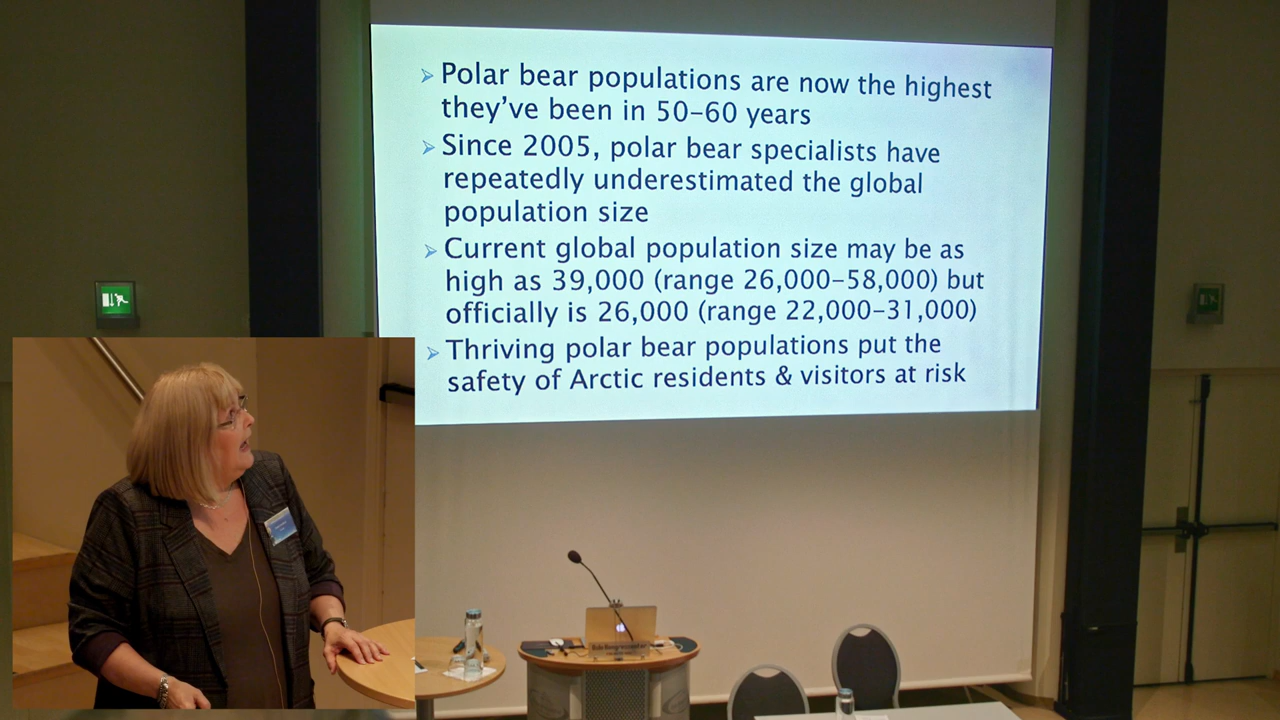 ➢ Polar bear populations are now the highest
they've been in 50–60 years
➢ Since 2005, polar bear specialists have
repeatedly underestimated the global
population size
➢ Current global population size may be as
high as 39,000 (range 26,000–58,000) but
officially is 26,000 (range 22,000–31,000)
➢ Thriving polar bear populations put the
safety of Arctic residents & visitors at risk